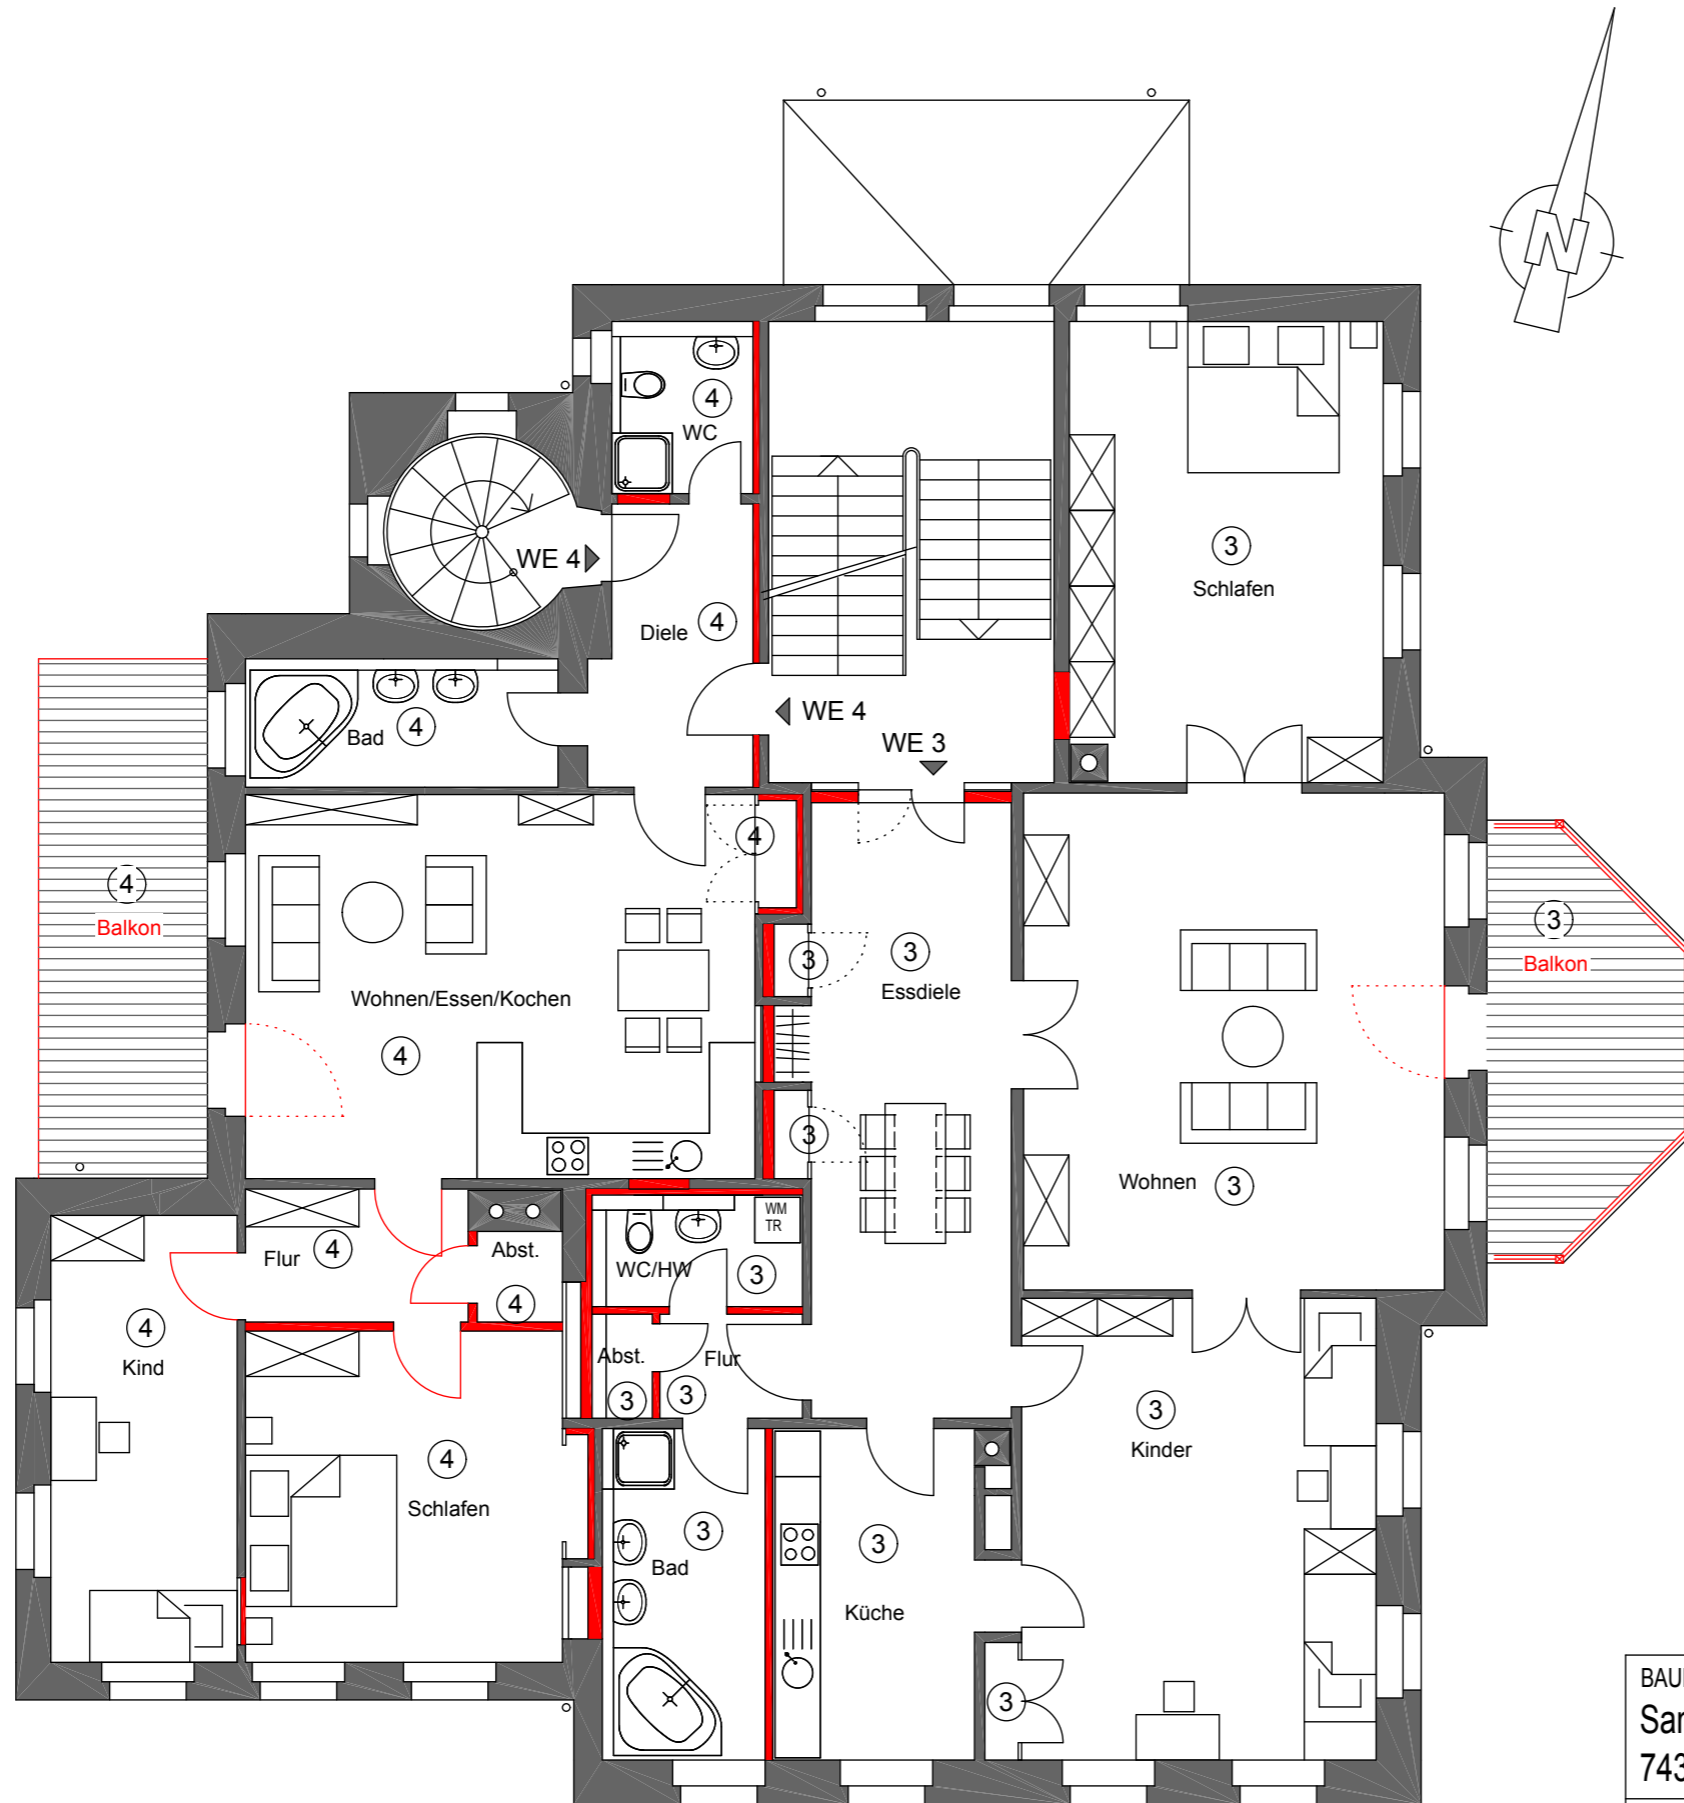 N
4
WC
WE 4
3
Schlafen
Diele 4
WE 4
WE 3
Bad 4
4
4
Balkon
3
Balkon
3
3
Essdiele
Wohnen/Essen/Kochen
4
3
Wohnen 3
WM
TR
Flur 4
Abst.
4
WC/HW 3
4
Kind
Abst.
3
Flur
3
3
Kinder
4
Schlafen
3
Bad
3
Küche
3